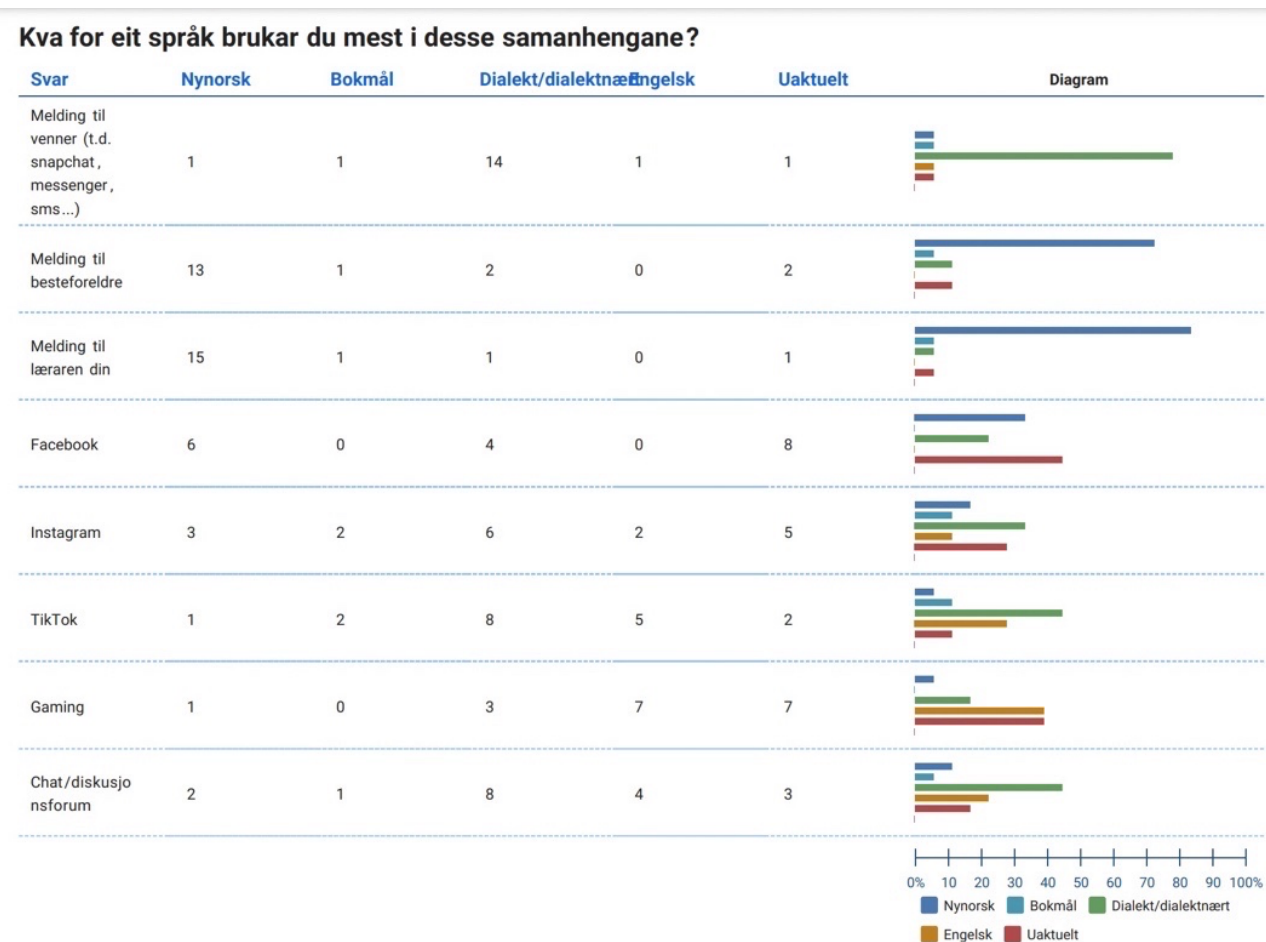 Kva for eit språk brukar du mest i desse samanhengane?
Svar Nynorsk Bokmål Dialekt/dialektnært Engelsk Uaktuelt Diagram
Melding til
venner (t.d.
snapchat,
messenger,
sms...)
1 1 14 1 1
Melding til
besteforeldre
13 1 2 0 2
Melding til
læraren din
15 1 1 0 1
Facebook 6 0 4 0 8
Instagram 3 2 6 2 5
TikTok 1 2 8 5 2
Gaming 1 0 3 7 7
Chat/diskusjo
nsforum
2 1 8 4 3
0% 10 20 30 40 50 60 70 80 90 100%
Nynorsk Bokmål Dialekt/dialektnært
Engelsk Uaktuelt